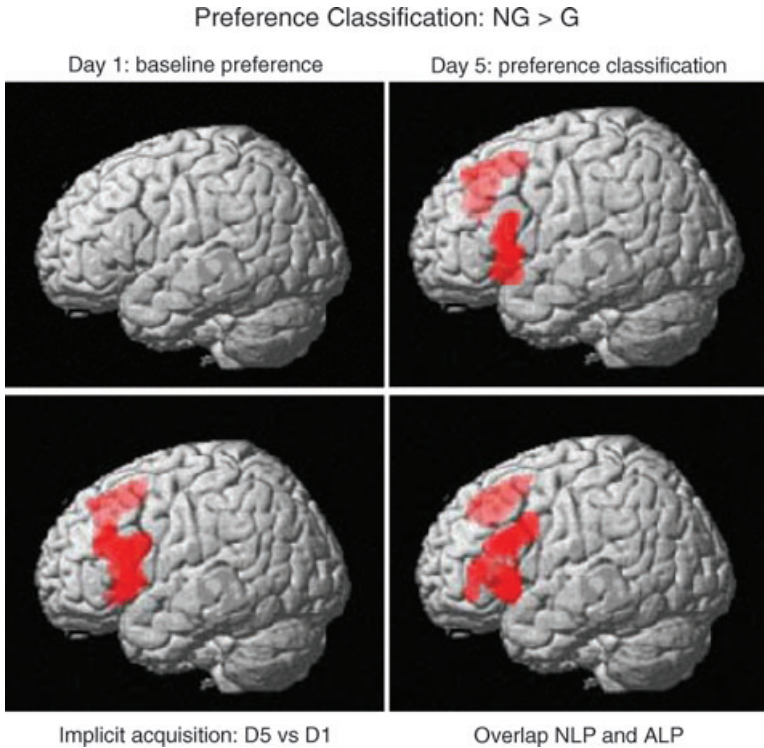 Preference Classification: NG > G
Day 1: baseline preference
Day 5: preference classification
Implicit acquisition: D5 vs D1
Overlap NLP and ALP